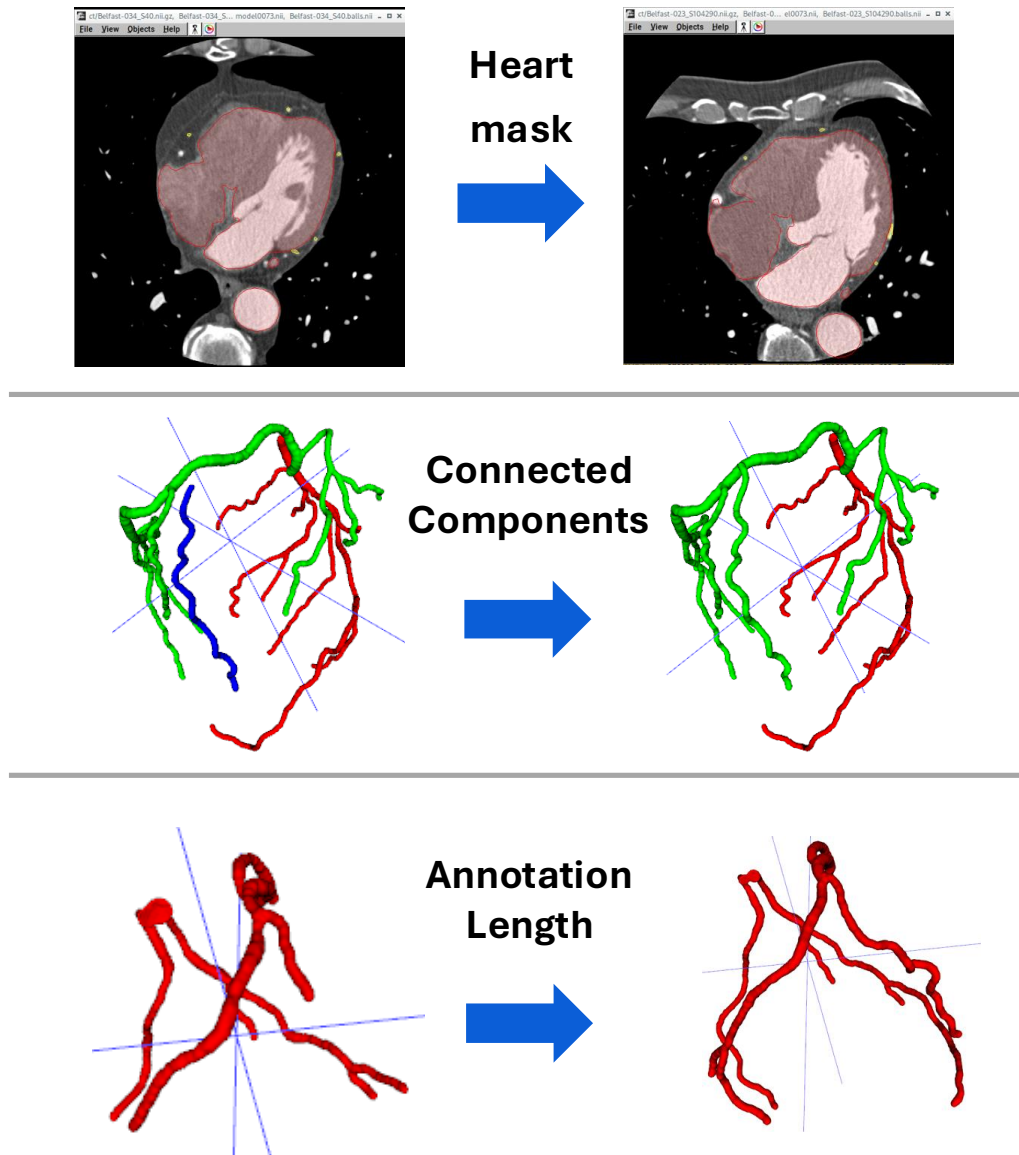 ct/Belfast-034_S40.nii.gz, Belfast-034_S... model0073.nii, Belfast-034_S40.balls.nii
File View Objects Help
Heart
mask
ct/Belfast-023_S104290.nii.gz, Belfast-0... el0073.nii, Belfast-023_S104290.balls.nii
File View Objects Help
Connected
Components
Annotation
Length